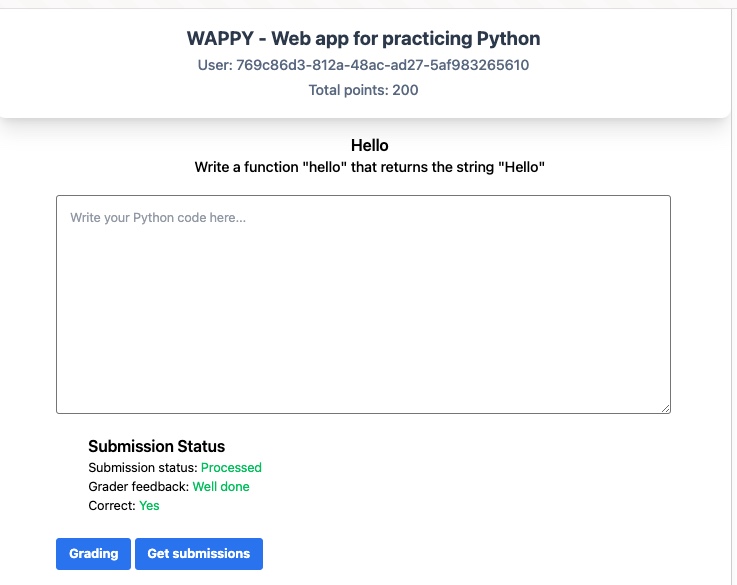 WAPPY - Web app for practicing Python
User: 769c86d3-812a-48ac-ad27-5af983265610
Total points: 200
Hello
Write a function "hello" that returns the string "Hello"
Write your Python code here...
Submission Status
Submission status: Processed
Grader feedback: Well done
Correct: Yes
Grading Get submissions